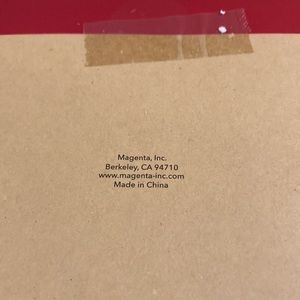 Magenta, Inc.
Berkeley, CA 94710
www.magenta-inc.com
Made in China